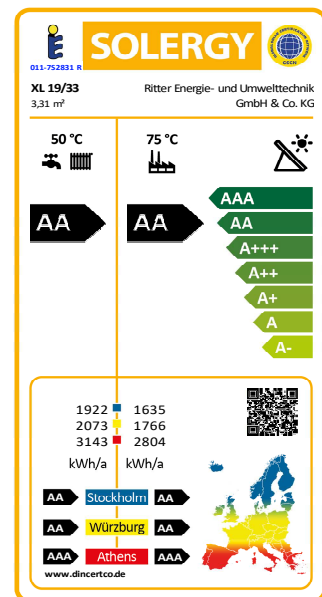 SOLERGY
011-7S2831 R
XL 19/33
3,31 m²
Ritter Energie- und Umwelttechnik
GmbH & Co. KG
50 °C
75 °C
AA
AA
AAA
AA
A+++
A++
A+
A
A-
1922 1635
2073 1766
3143 2804
kWh/a kWh/a
AA Stockholm AA
AA Würzburg AA
AAA Athens AAA
www.dincertco.de